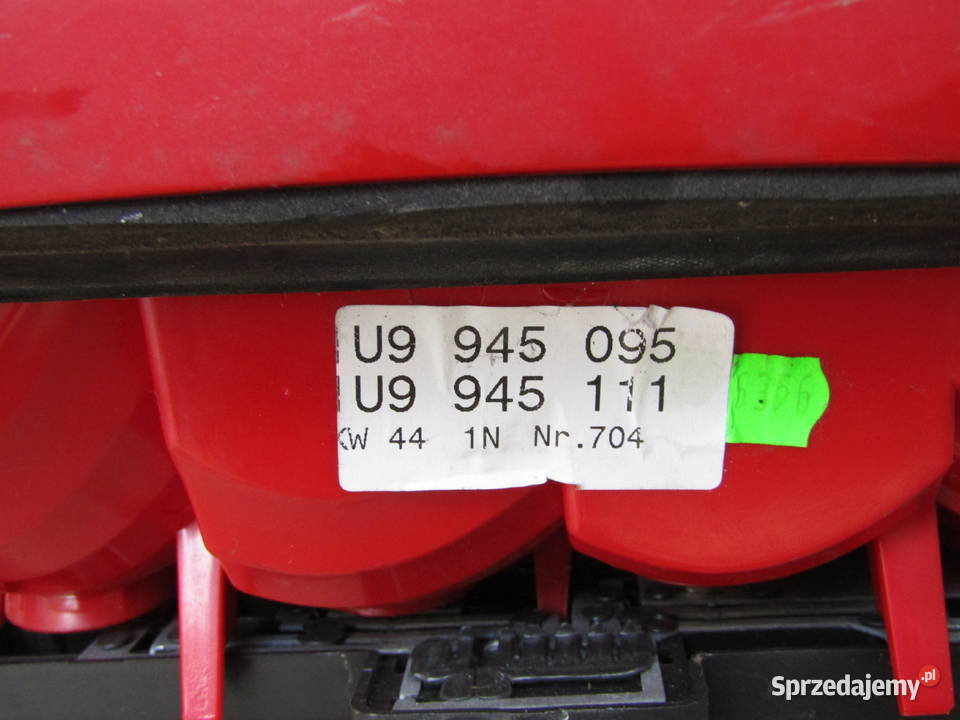 U9 945 095
U9 945 111
KW 44 1N Nr.704
Sprzedajemy.pl